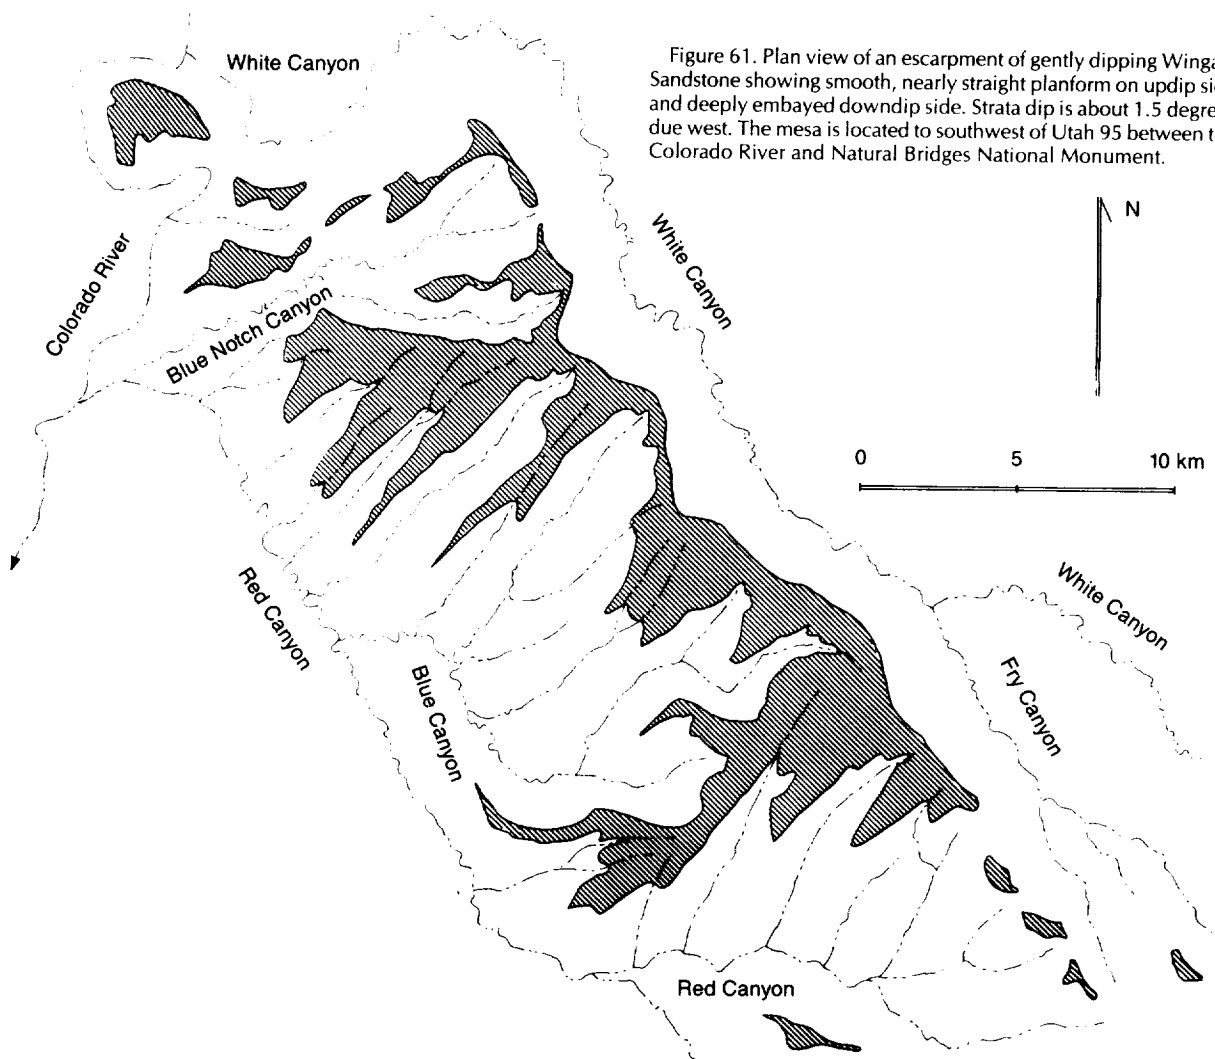 White Canyon
Figure 61. Plan view of an escarpment of gently dipping Winga
Sandstone showing smooth, nearly straight planform on updip si
and deeply embayed downdip side. Strata dip is about 1.5 degre
due west. The mesa is located to southwest of Utah 95 between t
Colorado River and Natural Bridges National Monument.
N
White Canyon
Colorado River
Blue Notch Canyon
0 5 10 km
Red Canyon
White Canyon
Blue Canyon
Fry Canyon
Red Canyon